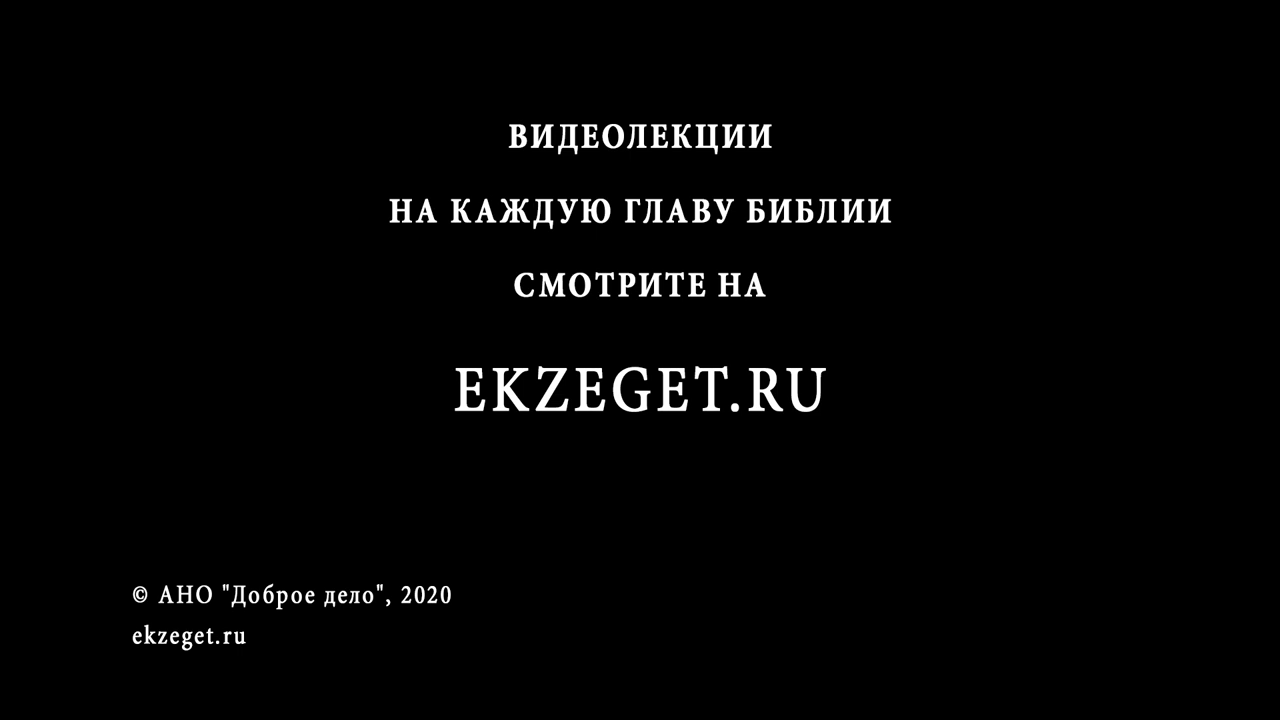 ВИДЕОЛЕКЦИИ
НА КАЖДУЮ ГЛАВУ БИБЛИИ
СМОТРИТЕ НА
EKZEGET.RU
© АНО "Доброе дело", 2020
ekzeget.ru